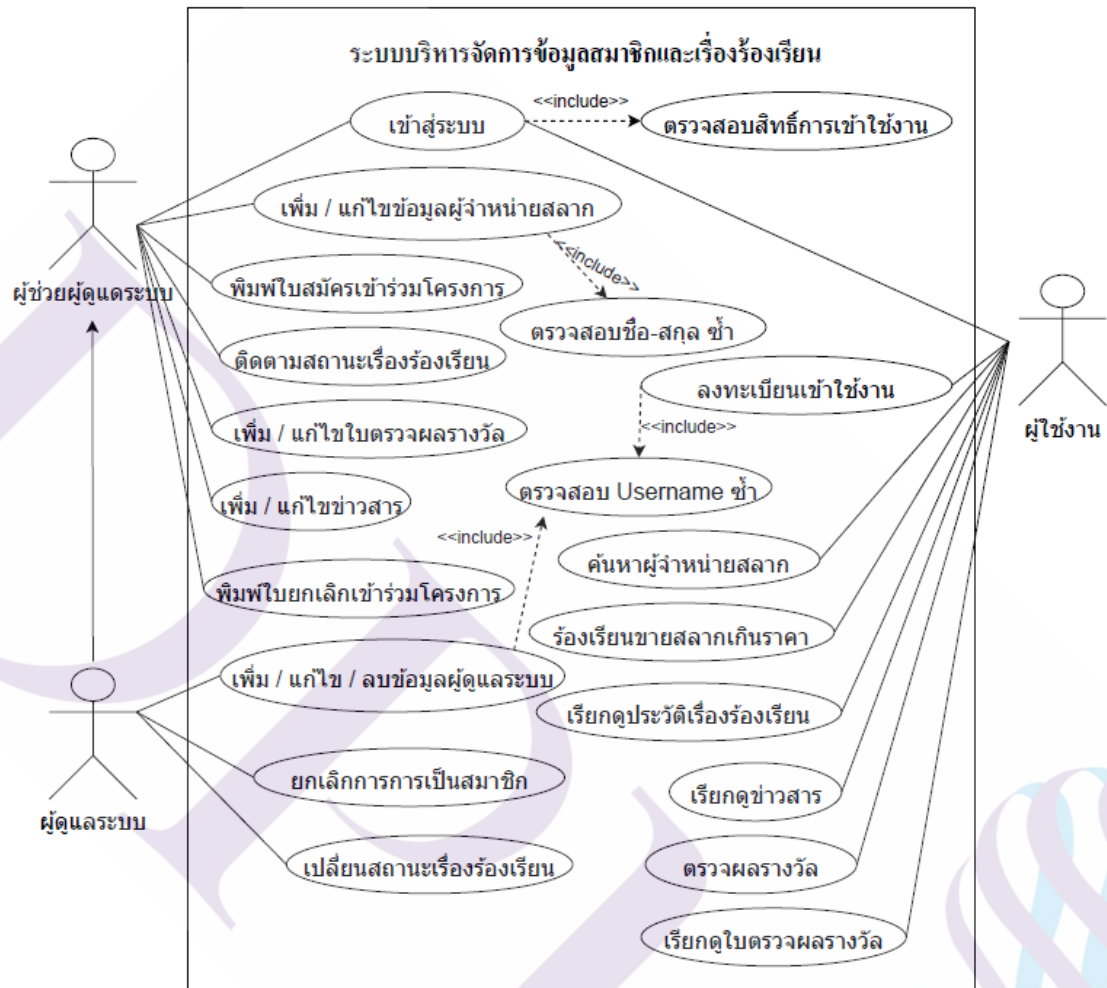 ระบบบริหารจัดการข้อมูลสมาชิกและเรื่องร้องเรียน
<<include>>
เข้าสู่ระบบ
ตรวจสอบสิทธิ์การเข้าใช้งาน
เพิ่ม / แก้ไขข้อมูลผู้จำหน่ายสลาก
<<include>>
พิมพ์ใบสมัครเข้าร่วมโครงการ
ผู้ช่วยผู้ดูแดระบบ
ตรวจสอบชื่อ-สกุล ซ้ำ
ติดตามสถานะเรื่องร้องเรียน
ลงทะเบียนเข้าใช้งาน
<<include>>
ผู้ใช้งาน
เพิ่ม / แก้ไขใบตรวจผลรางวัล
ตรวจสอบ Username ซ้ำ
เพิ่ม / แก้ไขข่าวสาร
<<include>>
ค้นหาผู้จำหน่ายสลาก
พิมพ์ใบยกเลิกเข้าร่วมโครงการ
ร้องเรียนขายสลากเกินราคา
เพิ่ม / แก้ไข / ลบข้อมูลผู้ดูแลระบบ
เรียกดูประวัติเรื่องร้องเรียน
ยกเลิกการการเป็นสมาชิก
เรียกดูข่าวสาร
ผู้ดูแลระบบ
เปลี่ยนสถานะเรื่องร้องเรียน
ตรวจผลรางวัล
เรียกดูใบตรวจผลรางวัล